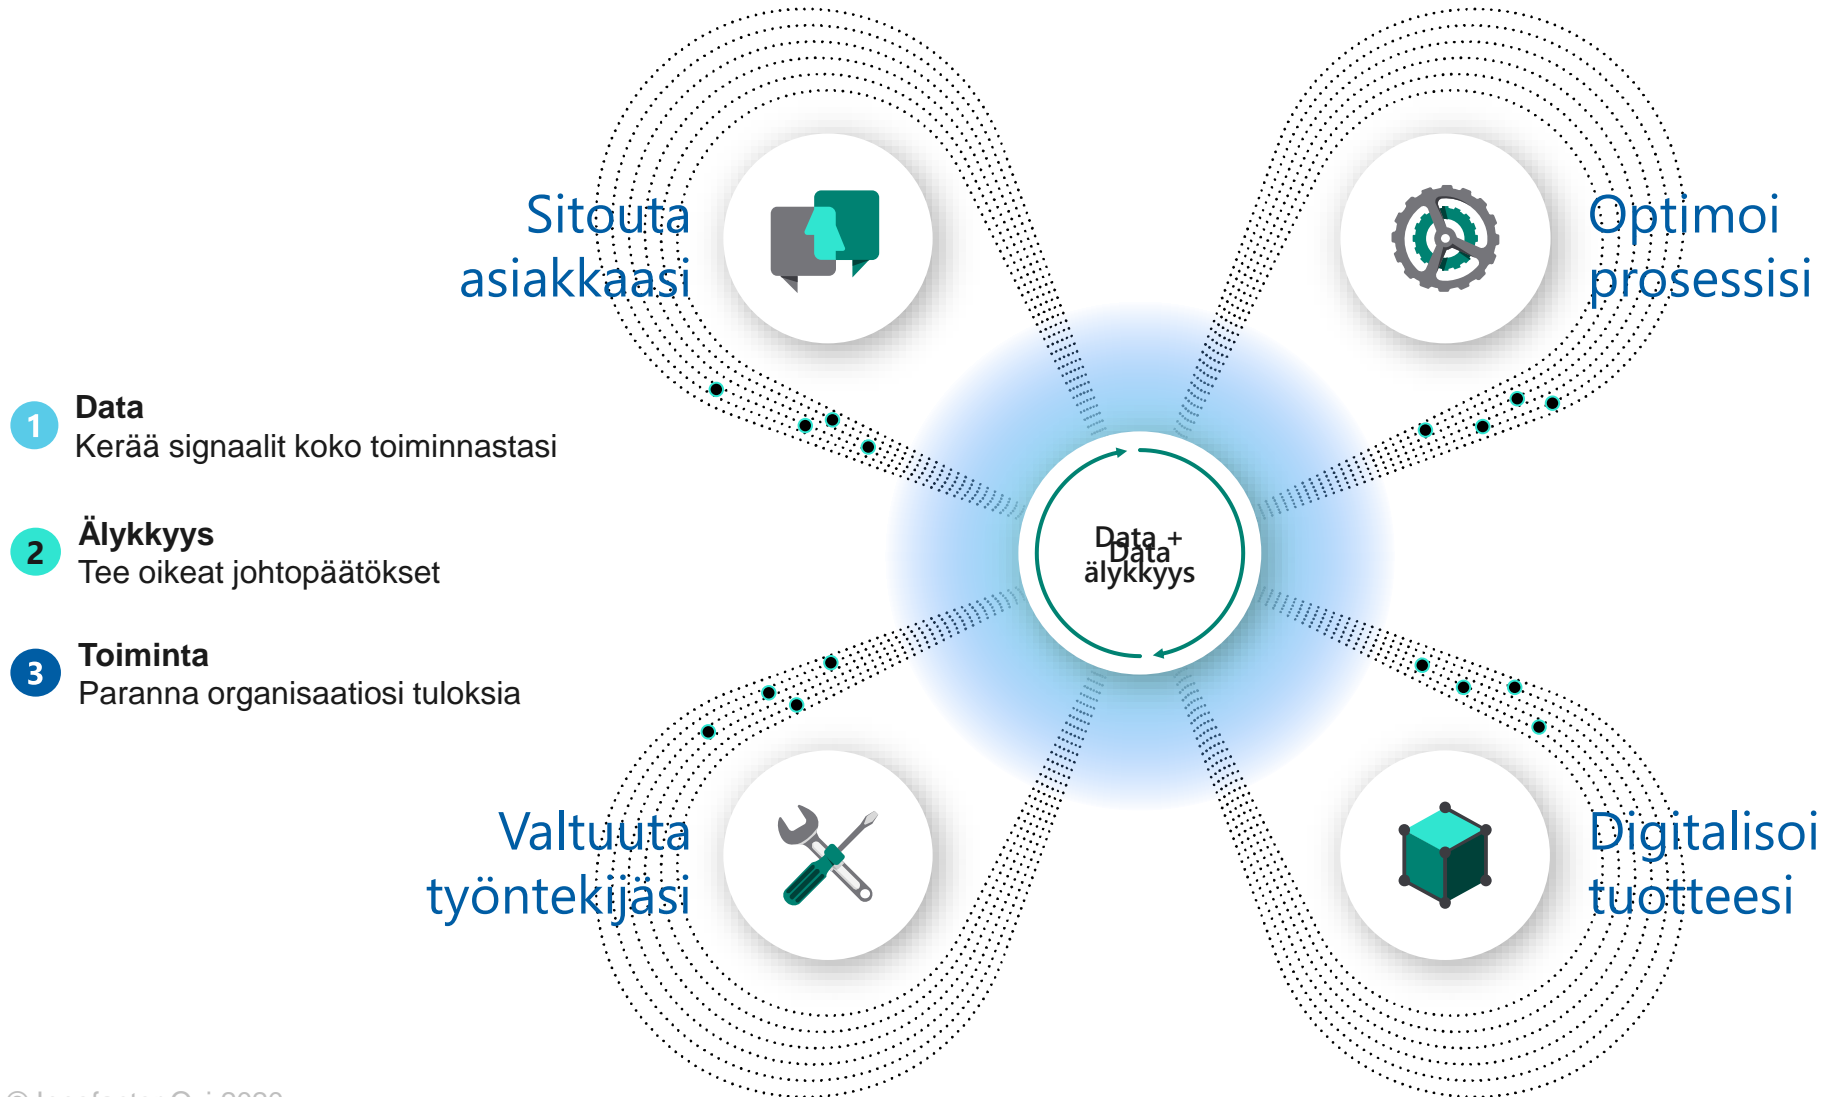 Sitouta
asiakkaasi
Optimoi
prosessisi
1
Data
Kerää signaalit koko toiminnastasi
2
Älykkyys
Tee oikeat johtopäätökset
3
Toiminta
Paranna organisaatiosi tuloksia
Data +
Data
älykkyys
Valtuuta
työntekijäsi
Digitalisoi
tuotteesi